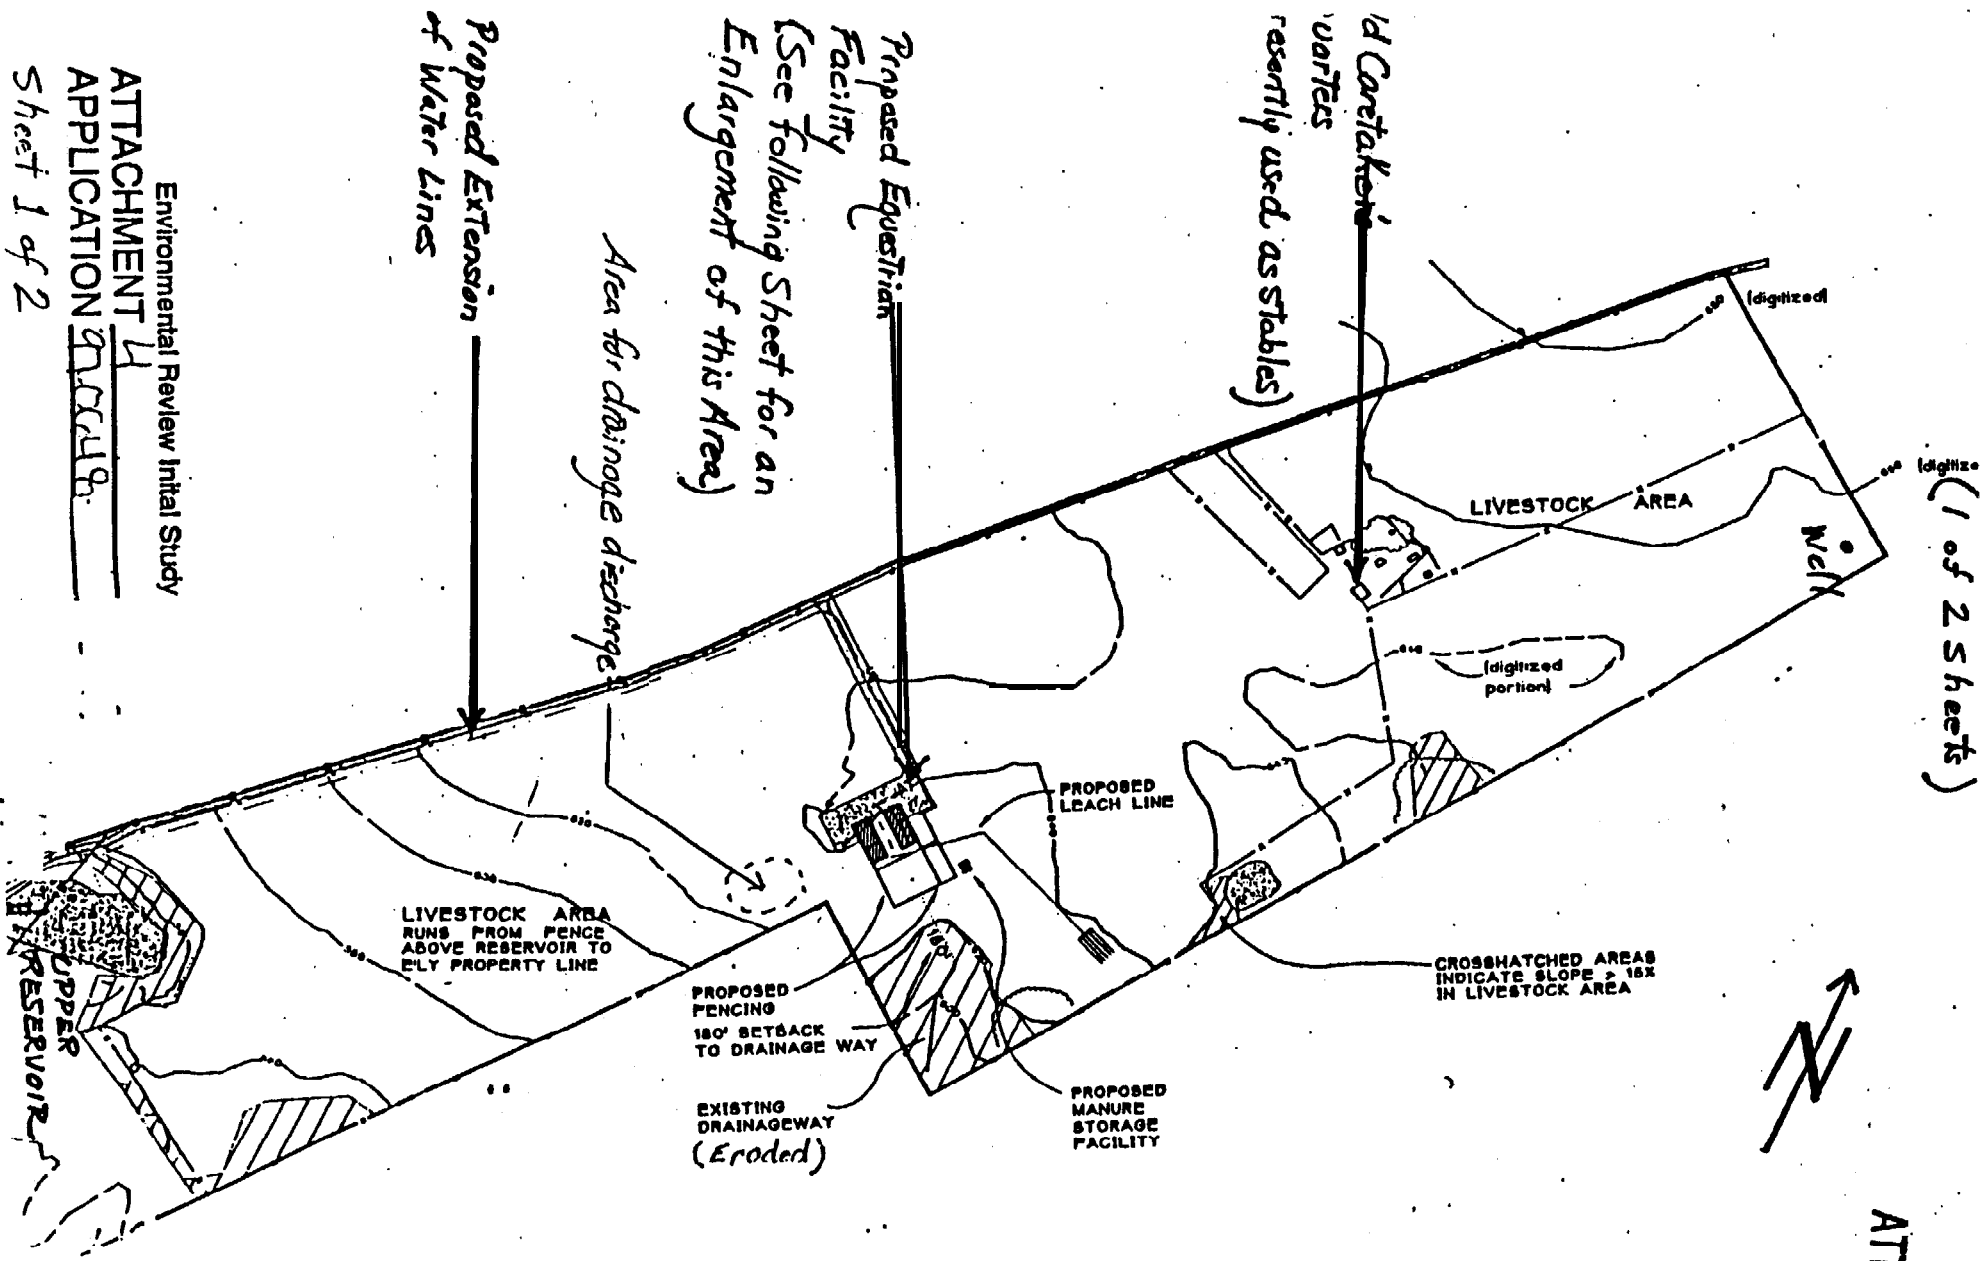 (1 of 2 Sheets)
AT
Caretaker's
resently used as stables)
Proposed Equestrian
Facility
(See following Sheet for an
Enlargement of this Area)
Area for drainage discharge
Proposed Extension
of Water Lines
Environmental Review Inital Study
ATTACHMENT 4
APPLICATION
Sheet 1 of 2
(digitized)
(digitize
LIVESTOCK AREA
Well
(digitized
portion)
PROPOSED
LEACH LINE
LIVESTOCK AREA
RUNS FROM FENCE
ABOVE RESERVOIR TO
E'LY PROPERTY LINE
CROSSHATCHED AREAS
INDICATE SLOPE > 15%
IN LIVESTOCK AREA
PROPOSED
FENCING
150' SETBACK
TO DRAINAGE WAY
EXISTING
DRAINAGEWAY
(Eroded)
PROPOSED
MANURE
STORAGE
FACILITY
UPPER
RESERVOIR
N